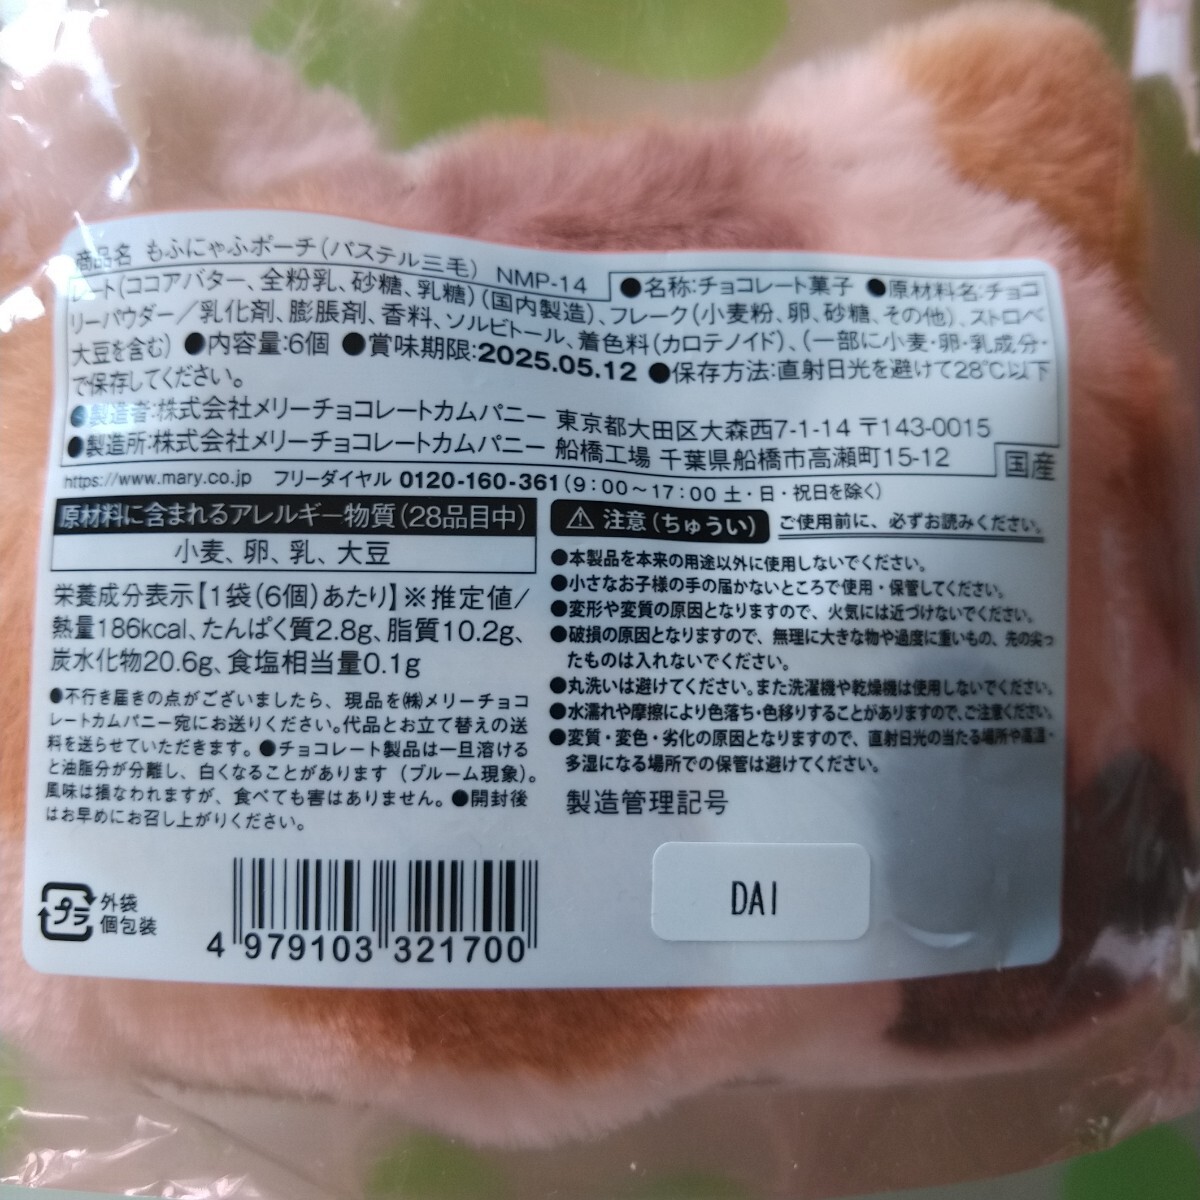 商品名 もふにゃふポーチ(パステル三毛) NMP-14
●名称:チョコレート菓子 ●原材料名:チョコ
レート(ココアバター、全粉乳、砂糖、乳糖)(国内製造)、フレーク(小麦粉、卵、砂糖、その他)、ストロベ
リーパウダー/乳化剤、膨脹剤、香料、ソルビトール、着色料(カロテノイド)、(一部に小麦・卵・乳成分・
大豆を含む) ●内容量:6個 ●賞味期限:2025.05.12 ●保存方法:直射日光を避けて28℃以下
で保存してください。
●製造者:株式会社メリーチョコレートカムパニー 東京都大田区大森西7-1-14 〒143-0015
●製造所:株式会社メリーチョコレートカムパニー 船橋工場 千葉県船橋市高瀬町15-12
国産
https://www.mary.co.jp フリーダイヤル 0120-160-361(9:00~17:00 土・日・祝日を除く)
原材料に含まれるアレルギー物質(28品目中)
小麦、卵、乳、大豆
栄養成分表示【1袋(6個)あたり】※推定値/
熱量186kcal、たんぱく質2.8g、脂質10.2g、
炭水化物20.6g、食塩相当量0.1g
●不行き届きの点がございましたら、現品を㈱メリーチョコ
レートカムパニー宛にお送りください。代品とお立て替えの送
料を送らせていただきます。●チョコレート製品は一旦溶ける
と油脂分が分離し、白くなることがあります(ブルーム現象)。
風味は損なわれますが、食べても害はありません。●開封後
はお早めにお召し上がりください。
⚠ 注意(ちゅうい) ご使用前に、必ずお読みください。
●本製品を本来の用途以外に使用しないでください。
●小さなお子様の手の届かないところで使用・保管してください。
●変形や変質の原因となりますので、火気には近づけないでください。
●破損の原因となりますので、無理に大きな物や過度に重いもの、先の尖っ
たものは入れないでください。
●丸洗いは避けてください。また洗濯機や乾燥機は使用しないでください。
●水濡れや摩擦により色落ち・色移りすることがありますので、ご注意ください。
●変質・変色・劣化の原因となりますので、直射日光の当たる場所や高温・
多湿になる場所での保管は避けてください。
製造管理記号
DA1
プラ
外袋
個包装
4 979103 321700